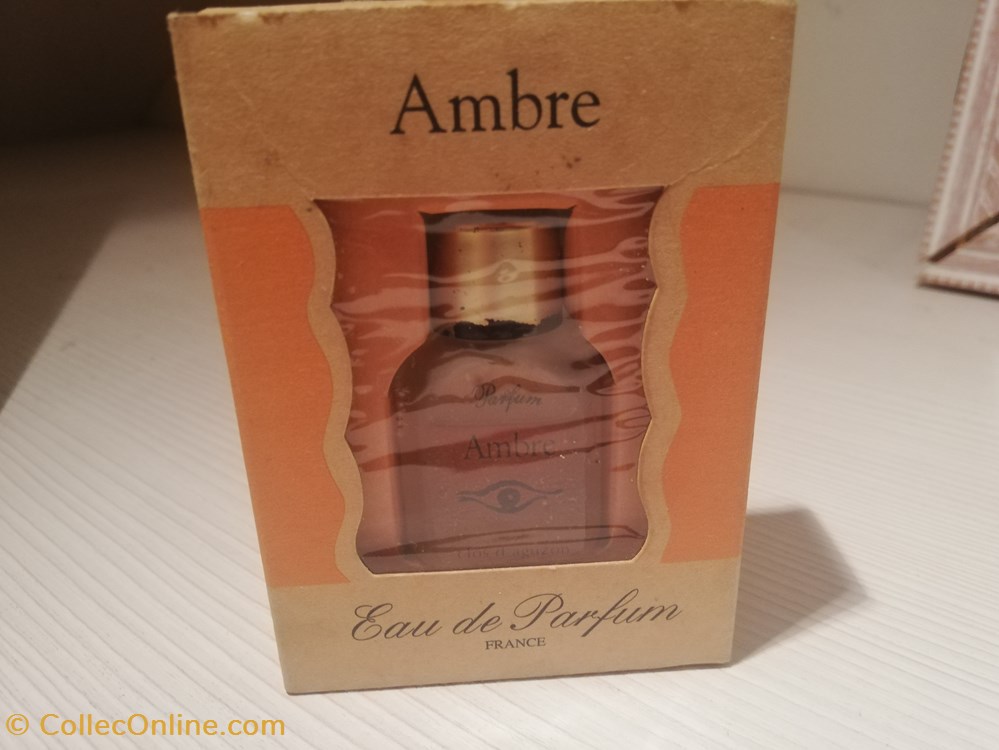 Ambre
Parfum
Ambre
Eau de Parfum
FRANCE
© CollecOnline.com